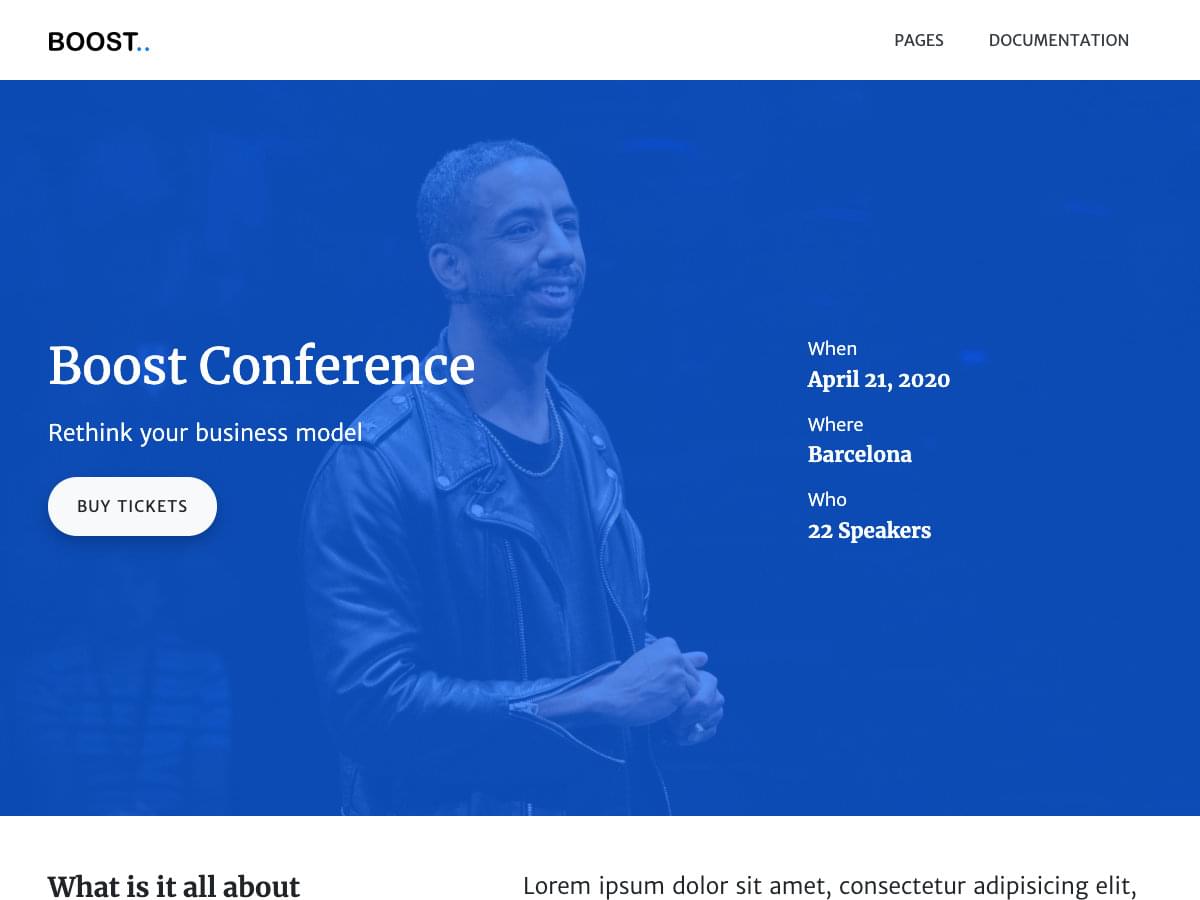 BOOST..
PAGES
DOCUMENTATION
Boost Conference
Rethink your business model
BUY TICKETS
When
April 21, 2020
Where
Barcelona
Who
22 Speakers
What is it all about
Lorem ipsum dolor sit amet, consectetur adipisicing elit,